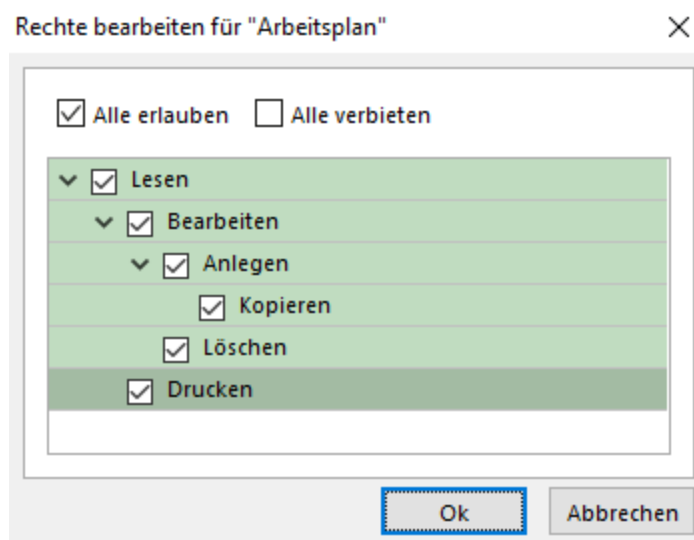 Rechte bearbeiten für "Arbeitsplan"
Alle erlauben Alle verbieten
Lesen
Bearbeiten
Anlegen
Kopieren
Löschen
Drucken
Ok Abbrechen